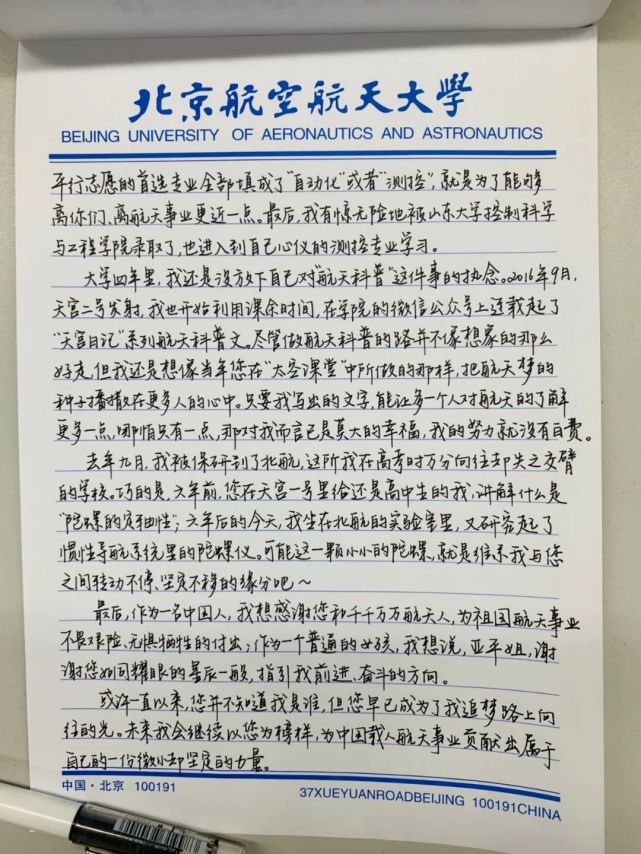 北京航空航天大學
BEIJING UNIVERSITY OF AERONAUTICS AND ASTRONAUTICS
平行志愿的首选专业全部填成了“自动化”或者“测控”,就是为了能够
离你们、离航天事业更近一点。最后,我有惊无险地被山东大学控制科学
与工程学院录取了,也进入到自己心仪的测控专业学习。
大学四年里,我还是没放下自己对“航天科普”这件事的执念。2016年9月,
天宫二号发射,我也开始利用课余时间,在学院的微信公众号上连载起了
“天宫日记”系列航天科普文。尽管做航天科普的路并不像想象的那么
好走,但我还是想像当年您在“太空课堂”中所做的那样,把航天梦的
种子播撒在更多人的心中。只要我写出的文字,能让多一个人对航天的了解
更多一点,哪怕只有一点,那对我而言已是莫大的幸福,我的努力就没有白费。
去年九月,我被保研到了北航,这所我在高考时万分向往却失之交臂
的学校。巧的是,六年前,您在天宫一号里给还是高中生的我,讲解什么是
“陀螺的定轴性”;六年后的今天,我坐在北航的实验室里,又研究起了
惯性导航系统里的陀螺仪。可能这一颗小小的陀螺,就是维系我与您
之间转动不停、坚定不移的缘分吧~
最后,作为一名中国人,我想感谢您和千千万万航天人,为祖国航天事业
不畏艰险、无惧牺牲的付出;作为一个普通的女孩,我想说,亚平姐,谢
谢您如同耀眼的星辰一般,指引我前进、奋斗的方向。
或许一直以来,您并不知道我是谁,但您早已成为了我追梦路上向
往的光。未来我会继续以您为榜样,为中国载人航天事业贡献出属于
自己的一份微小却坚定的力量。
中国·北京 100191
37XUEYUANROADBEIJING 100191CHINA